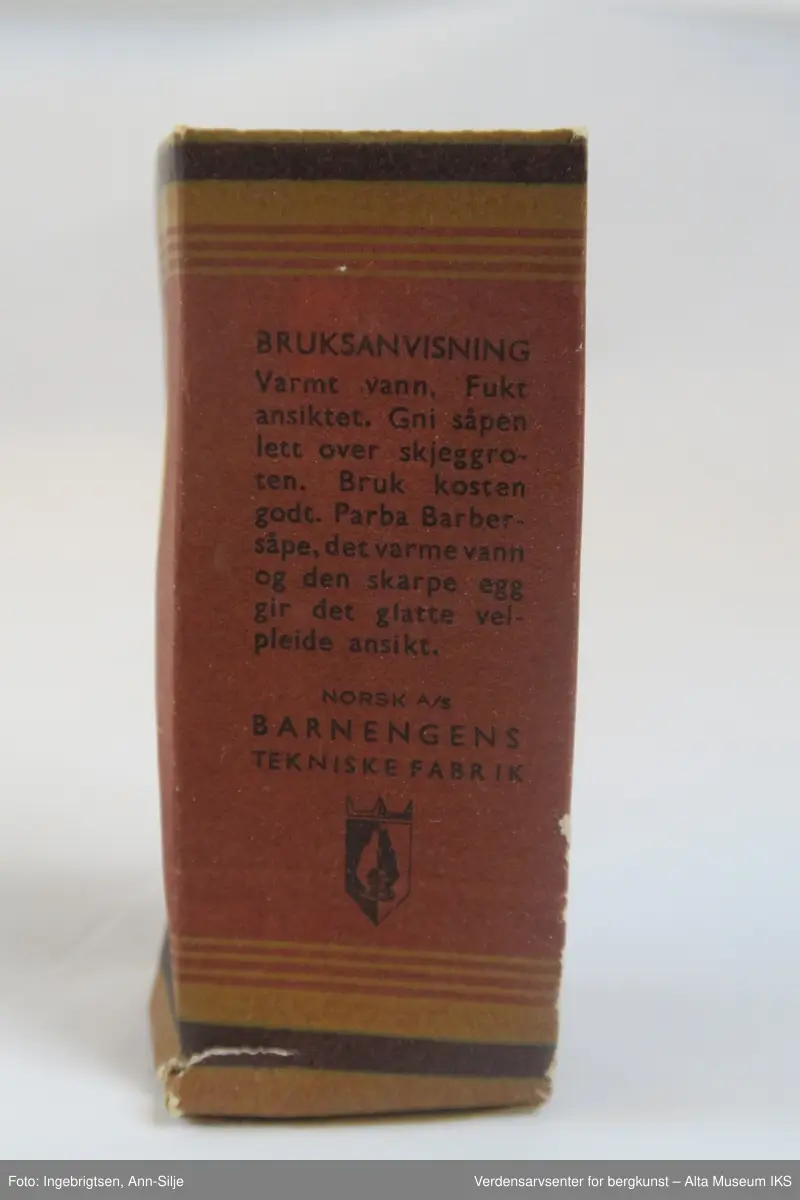 BRUKSANVISNING
Varmt vann. Fukt
ansiktet. Gni såpen
lett over skjeggro-
ten. Bruk kosten
godt. Parba Barber-
såpe, det varme vann
og den skarpe egg
gir det glatte vel-
pleide ansikt.
NORSK A/S
BARNENGENS
TEKNISKE FABRIK
Foto: Ingebrigtsen, Ann-Silje
Verdensarvsenter for bergkunst – Alta Museum IKS